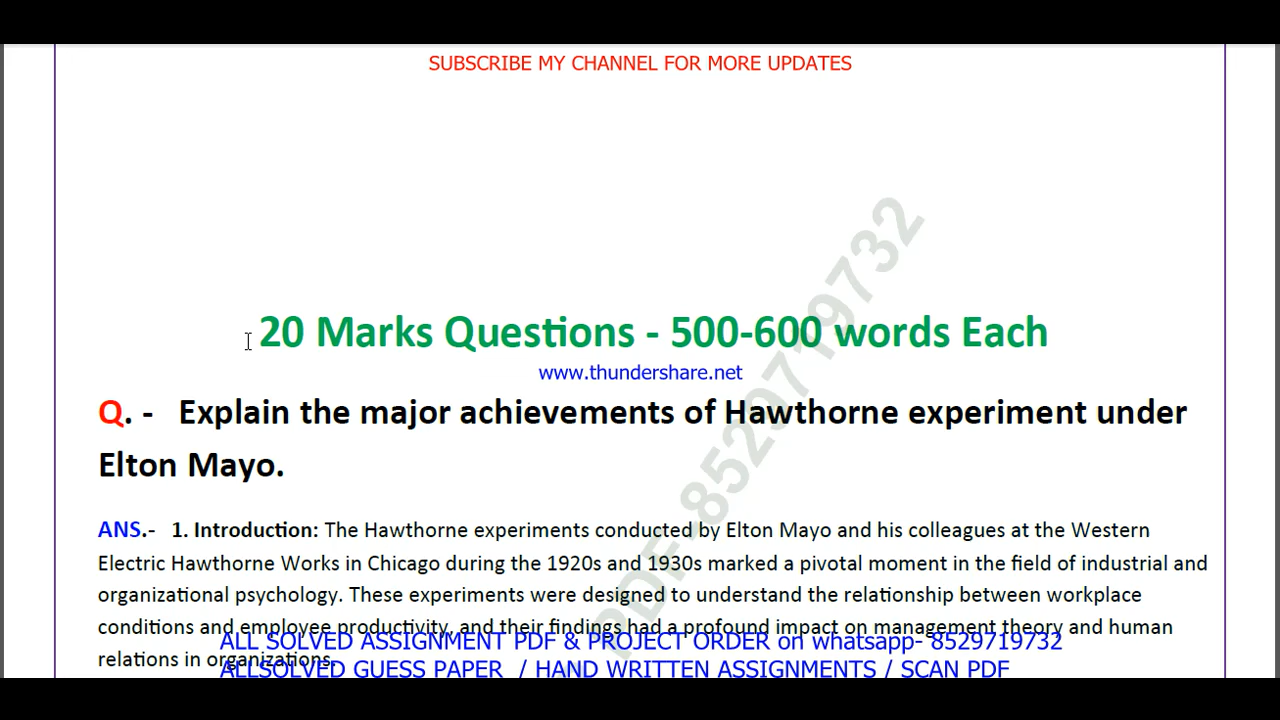 SUBSCRIBE MY CHANNEL FOR MORE UPDATES
20 Marks Questions - 500-600 words Each
www.thundershare.net
Q. - Explain the major achievements of Hawthorne experiment under
Elton Mayo.
ANS.- 1. Introduction: The Hawthorne experiments conducted by Elton Mayo and his colleagues at the Western
Electric Hawthorne Works in Chicago during the 1920s and 1930s marked a pivotal moment in the field of industrial and
organizational psychology. These experiments were designed to understand the relationship between workplace
conditions and employee productivity, and their findings had a profound impact on management theory and human
ALL SOLVED ASSIGNMENT PDF & PROJECT ORDER on whatsapp- 8529719732
relations in organizations.
ALLSOLVED GUESS PAPER / HAND WRITTEN ASSIGNMENTS / SCAN PDF
PDF-8529719732